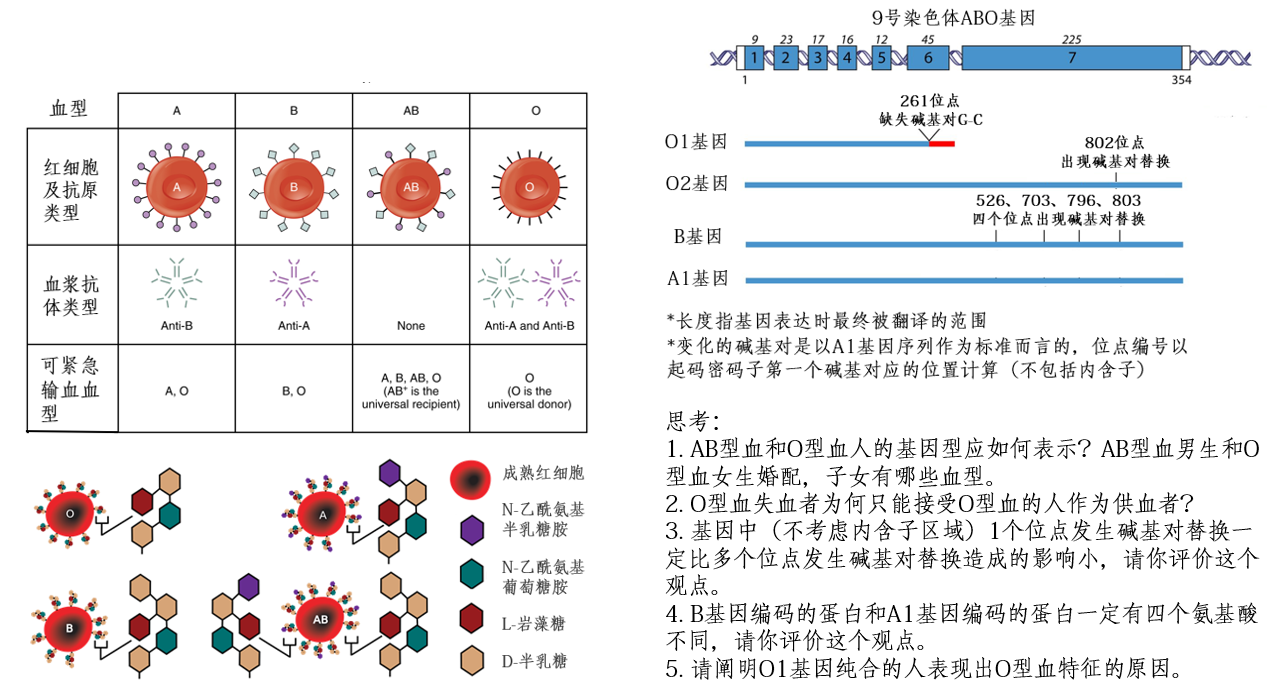 血型
A
B
AB
O
红细胞
及抗原
类型
A
B
AB
O
血浆抗
体类型
Anti-B
Anti-A
None
Anti-A and Anti-B
可紧急
输血血
型
A, O
B, O
A, B, AB, O
(AB⁺ is the
universal recipient)
O
(O is the
universal donor)
O
A
B
AB
成熟红细胞
N-乙酰氨基
半乳糖胺
N-乙酰氨基
葡萄糖胺
L-岩藻糖
D-半乳糖
9号染色体ABO基因
9 23 17 16 12 45 225
1 2 3 4 5 6 7
1 354
261位点
缺失碱基对G-C
O1基因
802位点
出现碱基对替换
O2基因
526、703、796、803
四个位点出现碱基对替换
B基因
A1基因
*长度指基因表达时最终被翻译的范围
*变化的碱基对是以A1基因序列作为标准而言的，位点编号以
起码密码子第一个碱基对应的位置计算（不包括内含子）
思考：
1. AB型血和O型血人的基因型应如何表示？AB型血男生和O
型血女生婚配，子女有哪些血型。
2. O型血失血者为何只能接受O型血的人作为供血者？
3. 基因中（不考虑内含子区域）1个位点发生碱基对替换一
定比多个位点发生碱基对替换造成的影响小，请你评价这个
观点。
4. B基因编码的蛋白和A1基因编码的蛋白一定有四个氨基酸
不同，请你评价这个观点。
5. 请阐明O1基因纯合的人表现出O型血特征的原因。